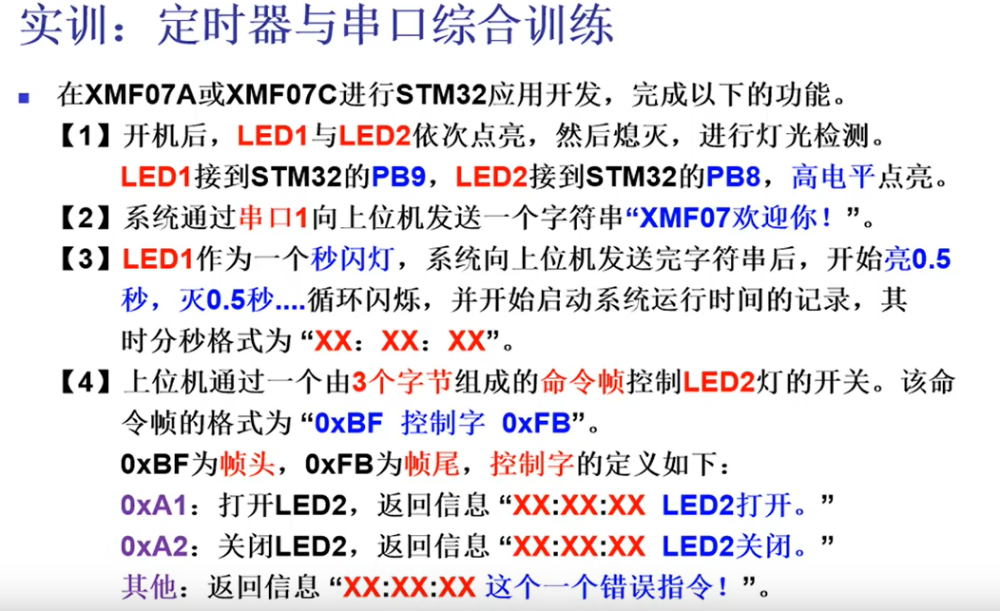 实训：定时器与串口综合训练
在XMF07A或XMF07C进行STM32应用开发，完成以下的功能。
【1】开机后，LED1与LED2依次点亮，然后熄灭，进行灯光检测。
LED1接到STM32的PB9，LED2接到STM32的PB8，高电平点亮。
【2】系统通过串口1向上位机发送一个字符串“XMF07欢迎你！”。
【3】LED1作为一个秒闪灯，系统向上位机发送完字符串后，开始亮0.5
秒，灭0.5秒....循环闪烁，并开始启动系统运行时间的记录，其
时分秒格式为 “XX：XX：XX”。
【4】上位机通过一个由3个字节组成的命令帧控制LED2灯的开关。该命
令帧的格式为 “0xBF 控制字 0xFB”。
0xBF为帧头，0xFB为帧尾，控制字的定义如下：
0xA1：打开LED2，返回信息 “XX:XX:XX LED2打开。”
0xA2：关闭LED2，返回信息 “XX:XX:XX LED2关闭。”
其他：返回信息 “XX:XX:XX 这个一个错误指令！”。